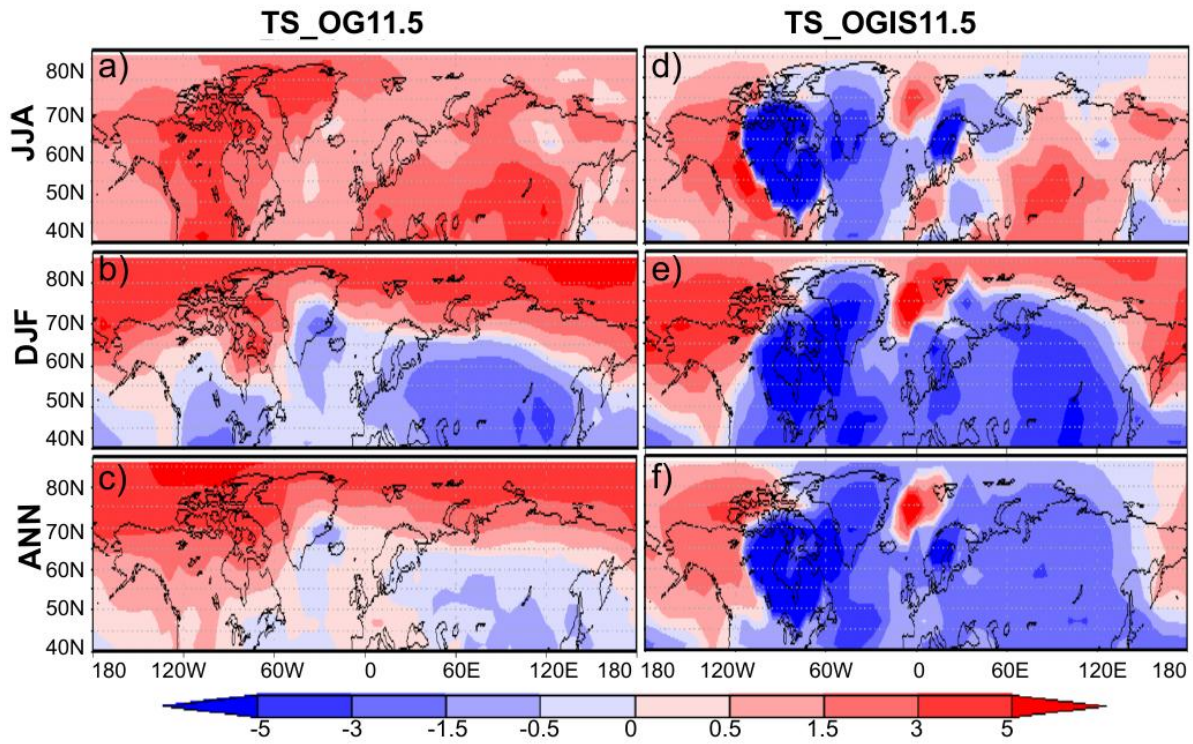 TS_OG11.5 TS_OGIS11.5
JJA
a)
80N
70N
60N
50N
40N
d)
DJF
b)
80N
70N
60N
50N
40N
e)
ANN
c)
80N
70N
60N
50N
40N
f)
180 120W 60W 0 60E 120E 180 120W 60W 0 60E 120E 180
-5 -3 -1.5 -0.5 0 0.5 1.5 3 5